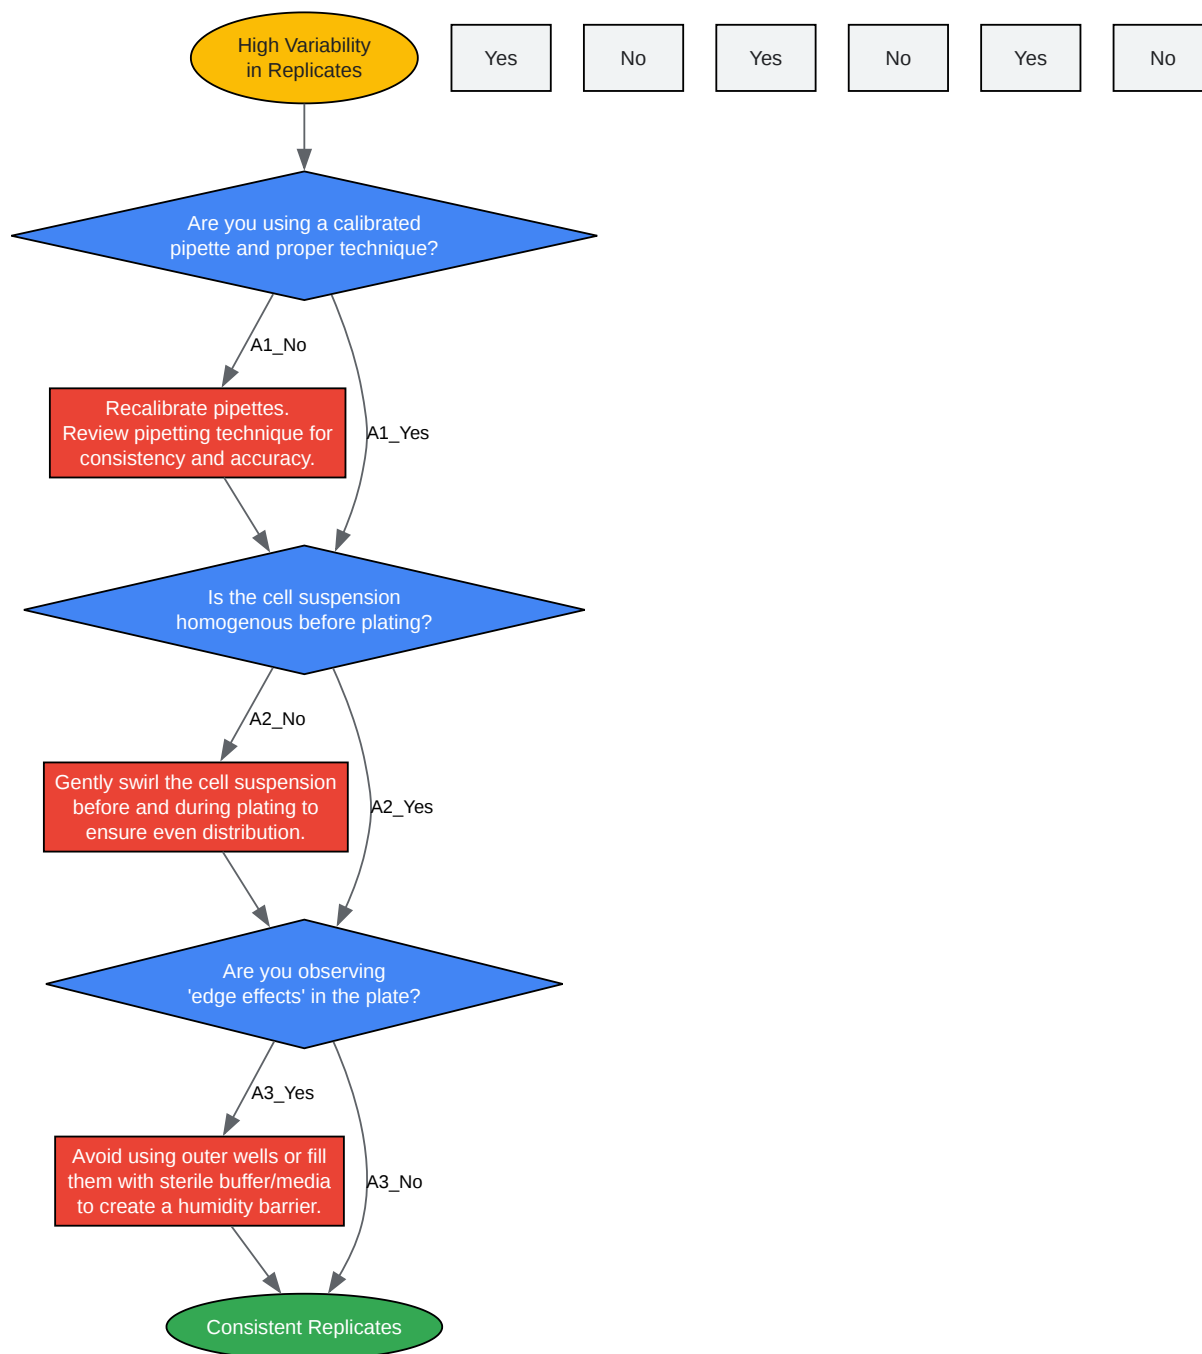 High Variability
in Replicates
Yes
No
Yes
No
Yes
No
Are you using a calibrated
pipette and proper technique?
A1_No
Recalibrate pipettes.
Review pipetting technique for
consistency and accuracy.
A1_Yes
Is the cell suspension
homogenous before plating?
A2_No
Gently swirl the cell suspension
before and during plating to
ensure even distribution.
A2_Yes
Are you observing
'edge effects' in the plate?
A3_Yes
Avoid using outer wells or fill
them with sterile buffer/media
to create a humidity barrier.
A3_No
Consistent Replicates